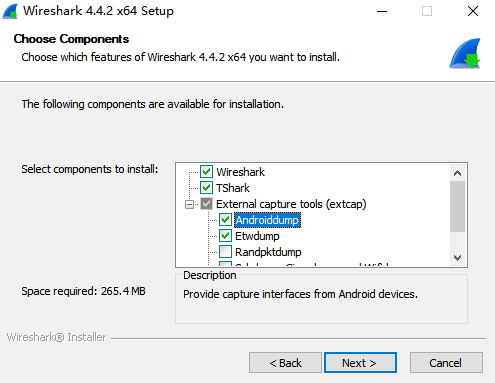 Wireshark 4.4.2 x64 Setup
Choose Components
Choose which features of Wireshark 4.4.2 x64 you want to install.
The following components are available for installation.
Select components to install:
Wireshark
TShark
External capture tools (extcap)
Androiddump
Etwdump
Randpktdump
Description
Provide capture interfaces from Android devices.
Space required: 265.4 MB
Wireshark® Installer
< Back
Next >
Cancel